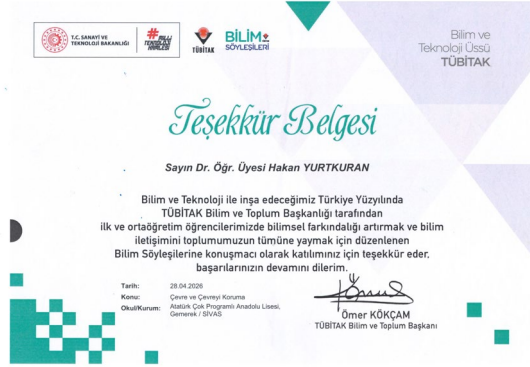 T.C. SANAYİ VE
TEKNOLOJİ BAKANLIĞI
#MİLLİ
TEKNOLOJİ
HAMLESİ
TÜBİTAK
BİLİM
SÖYLEŞİLERİ
Bilim ve
Teknoloji Üssü
TÜBİTAK
Teşekkür Belgesi
Sayın Dr. Öğr. Üyesi Hakan YURTKURAN
Bilim ve Teknoloji ile inşa edeceğimiz Türkiye Yüzyılında
TÜBİTAK Bilim ve Toplum Başkanlığı tarafından
ilk ve ortaöğretim öğrencilerimizde bilimsel farkındalığı artırmak ve bilim
iletişimini toplumumuzun tümüne yaymak için düzenlenen
Bilim Söyleşilerine konuşmacı olarak katılımınız için teşekkür eder,
başarılarınızın devamını dilerim.
Tarih: 28.04.2026
Konu: Çevre ve Çevreyi Koruma
Okul/Kurum: Atatürk Çok Programlı Anadolu Lisesi,
Gemerek / SİVAS
Ömer KÖKÇAM
TÜBİTAK Bilim ve Toplum Başkanı